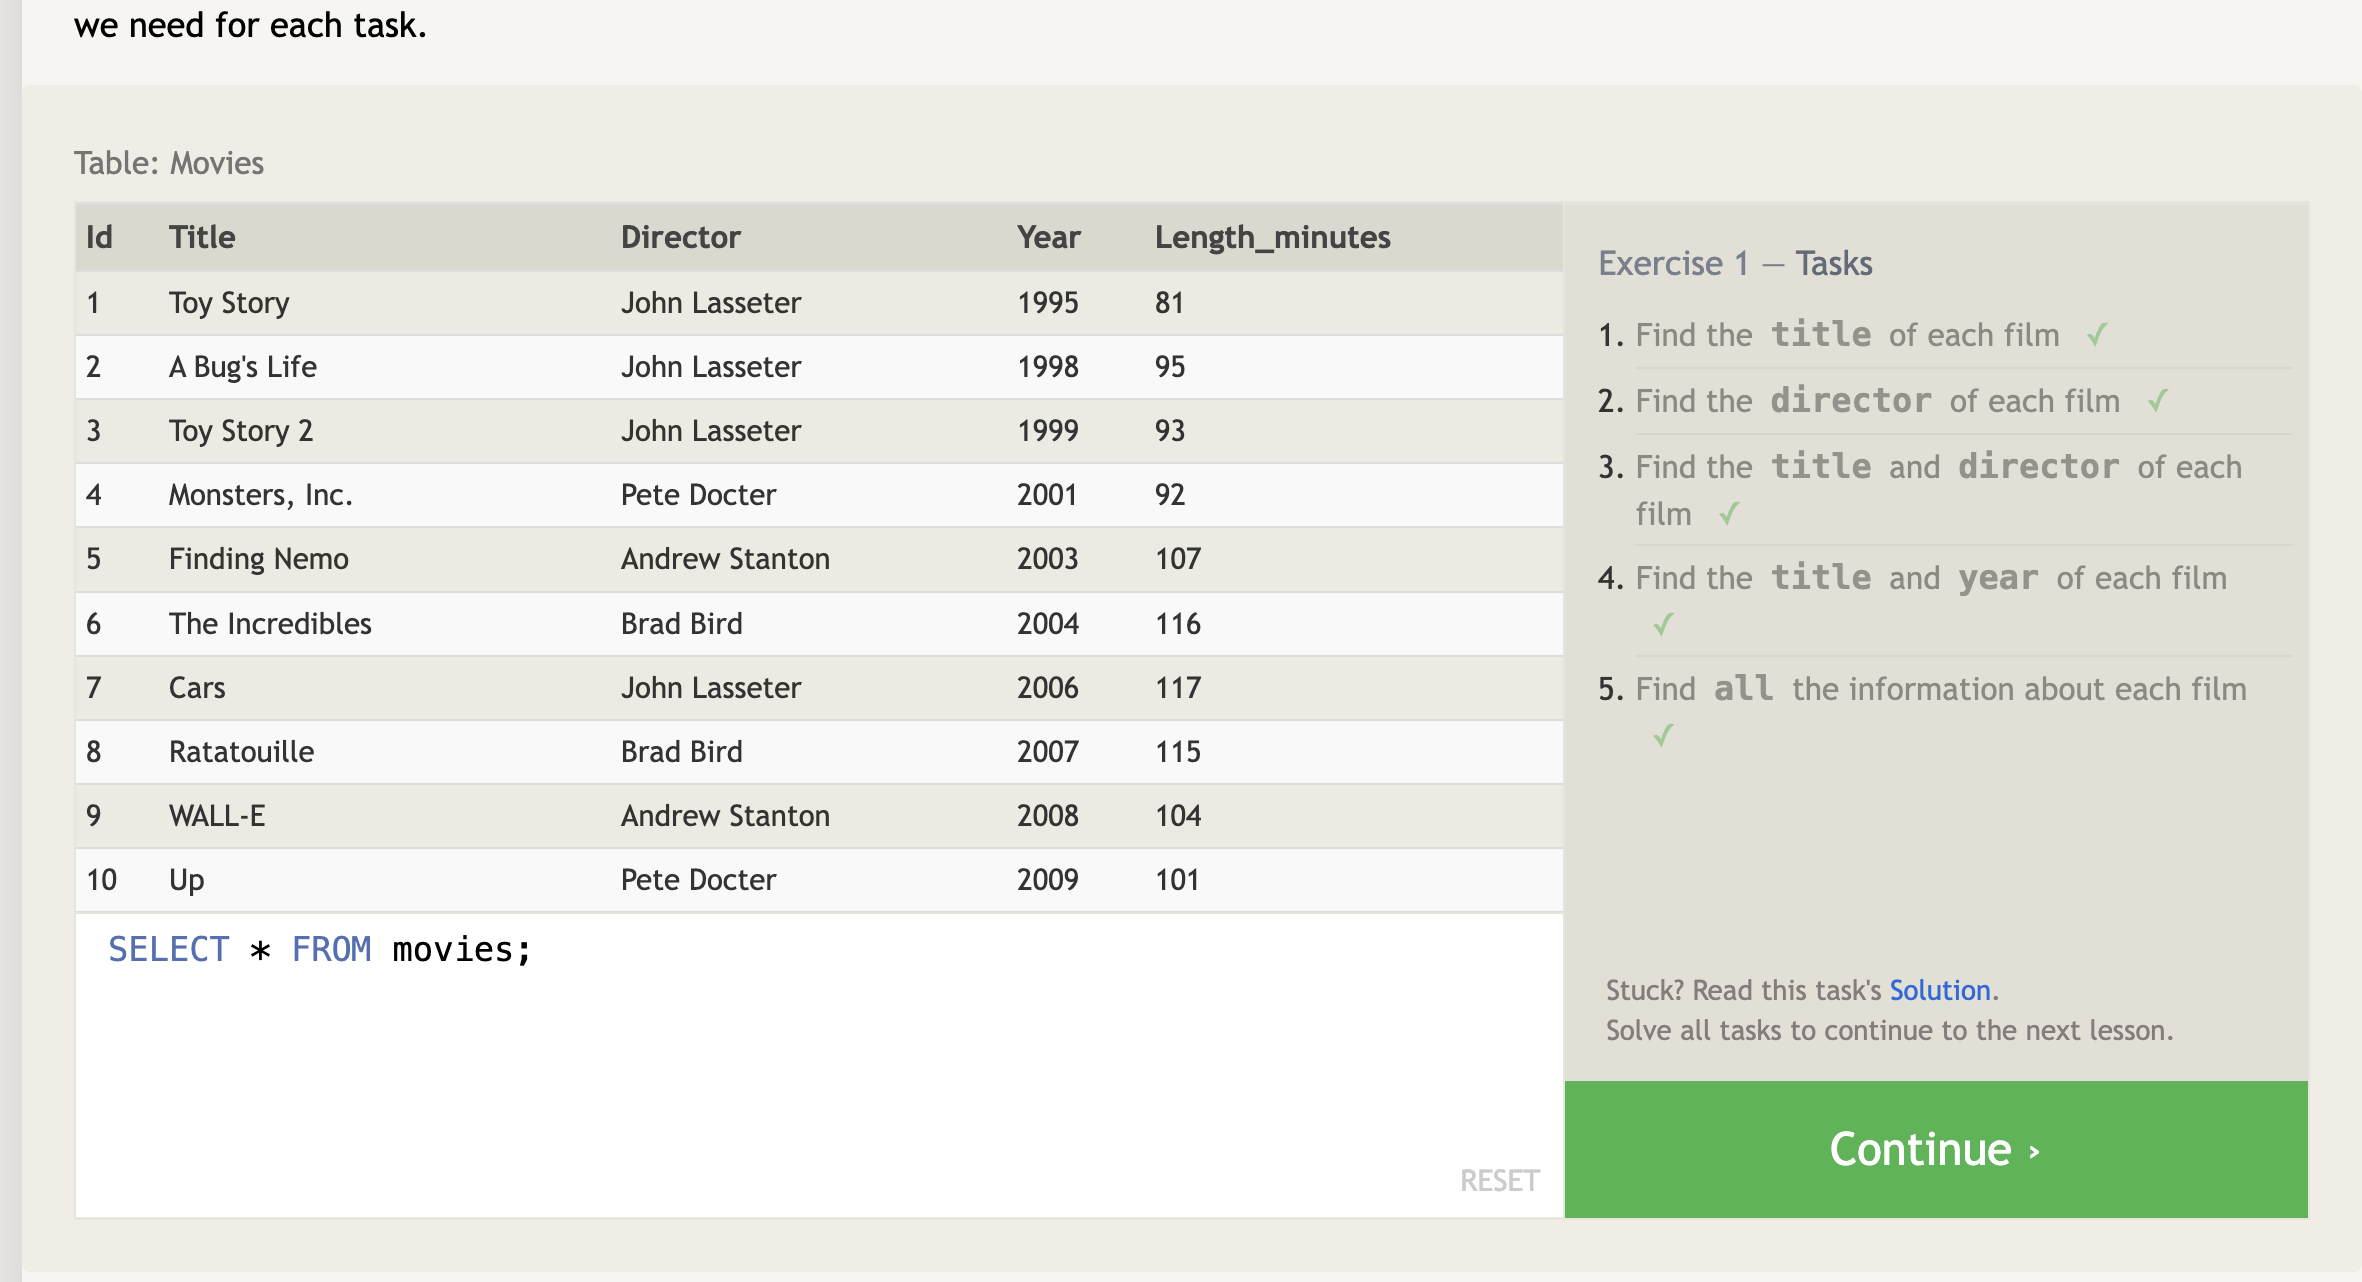 we need for each task.
Table: Movies
Id Title Director Year Length_minutes
1 Toy Story John Lasseter 1995 81
2 A Bug's Life John Lasseter 1998 95
3 Toy Story 2 John Lasseter 1999 93
4 Monsters, Inc. Pete Docter 2001 92
5 Finding Nemo Andrew Stanton 2003 107
6 The Incredibles Brad Bird 2004 116
7 Cars John Lasseter 2006 117
8 Ratatouille Brad Bird 2007 115
9 WALL-E Andrew Stanton 2008 104
10 Up Pete Docter 2009 101
SELECT * FROM movies;
RESET
Exercise 1 — Tasks
1. Find the title of each film ✓
2. Find the director of each film ✓
3. Find the title and director of each
film ✓
4. Find the title and year of each film
✓
5. Find all the information about each film
✓
Stuck? Read this task's Solution.
Solve all tasks to continue to the next lesson.
Continue ›